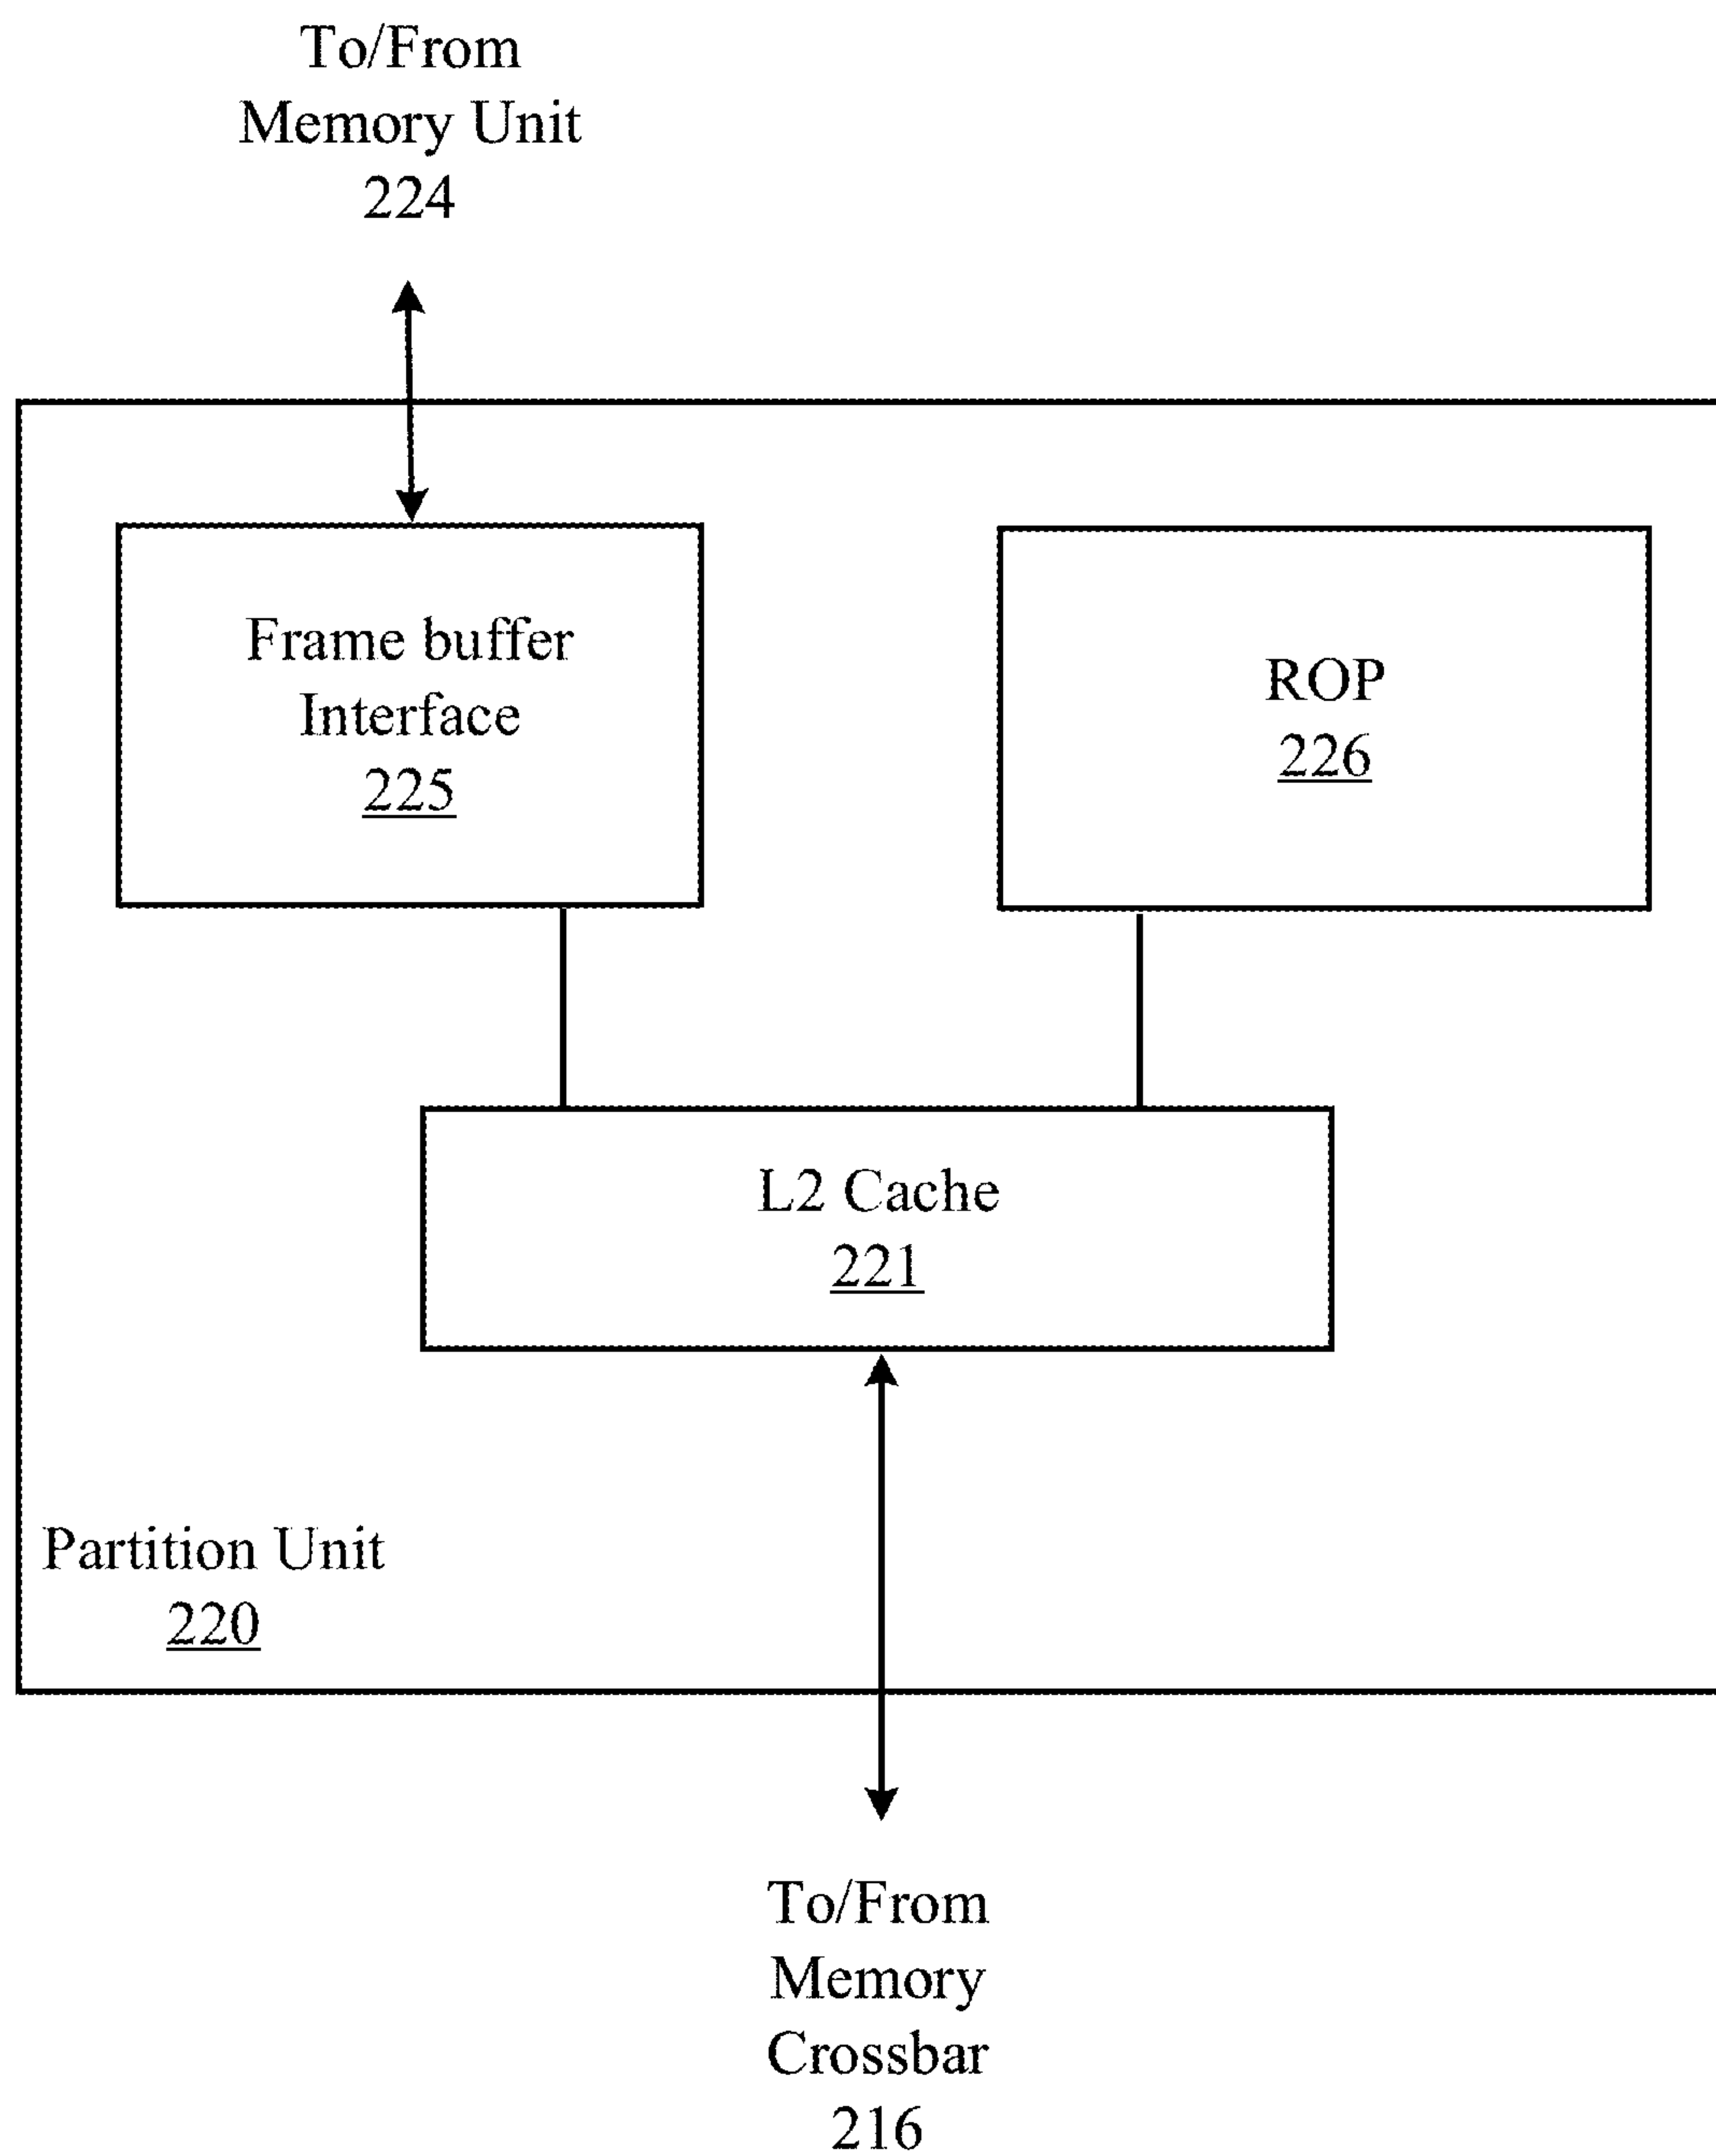 To/From
Memory Unit
224
Frame buffer
Interface
225
ROP
226
L2 Cache
221
Partition Unit
220
To/From
Memory
Crossbar
216